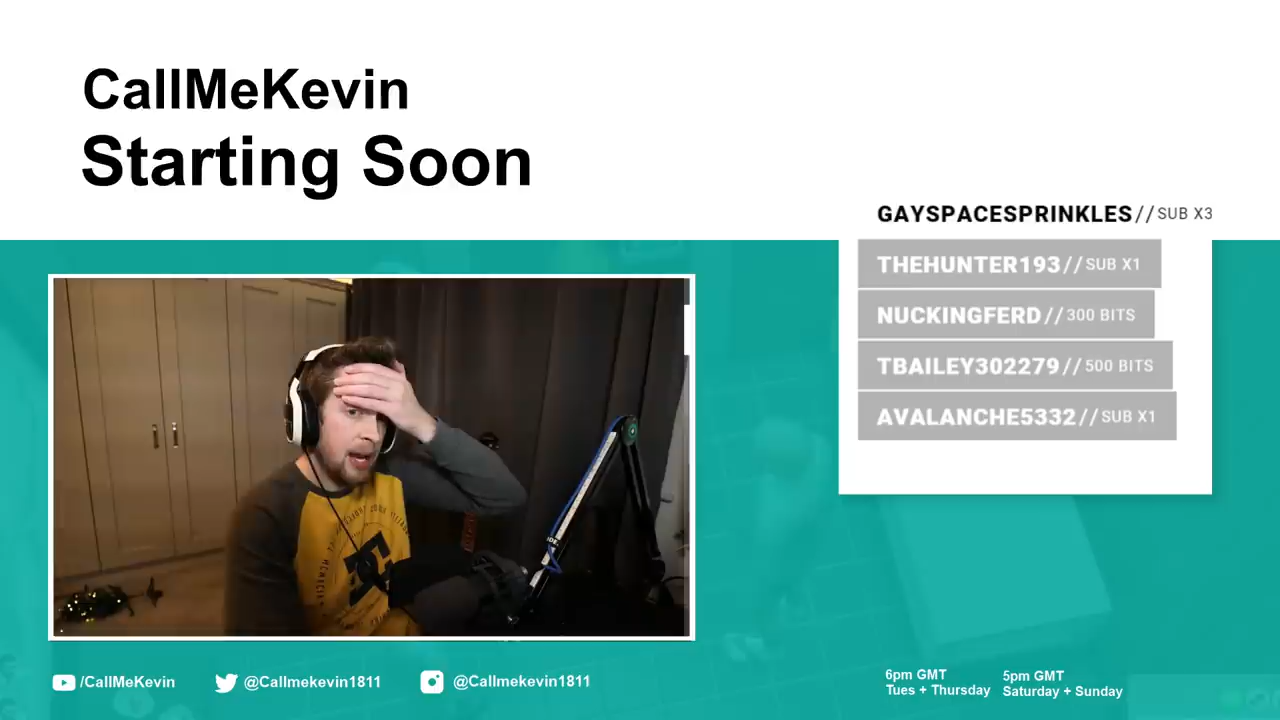 CallMeKevin
Starting Soon
GAYSPACESPRINKLES//SUB X3
THEHUNTER193//SUB X1
NUCKINGFERD//300 BITS
TBAILEY302279//500 BITS
AVALANCHE5332//SUB X1
/CallMeKevin
@Callmekevin1811
@Callmekevin1811
6pm GMT
Tues + Thursday
5pm GMT
Saturday + Sunday